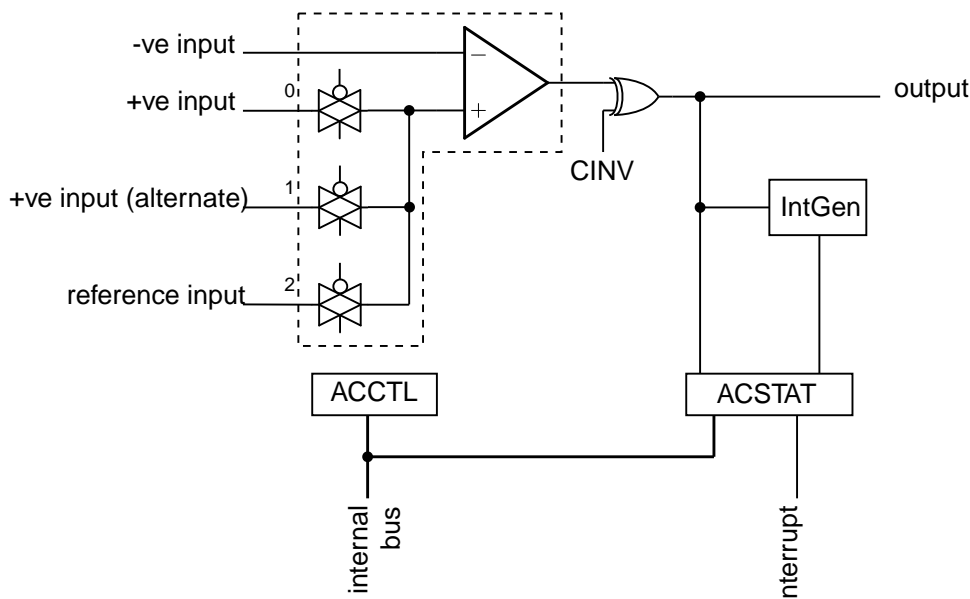 -ve input
+ve input
0
+ve input (alternate)
1
reference input
2
−
+
CINV
output
IntGen
ACCTL
ACSTAT
internal
bus
nterrupt